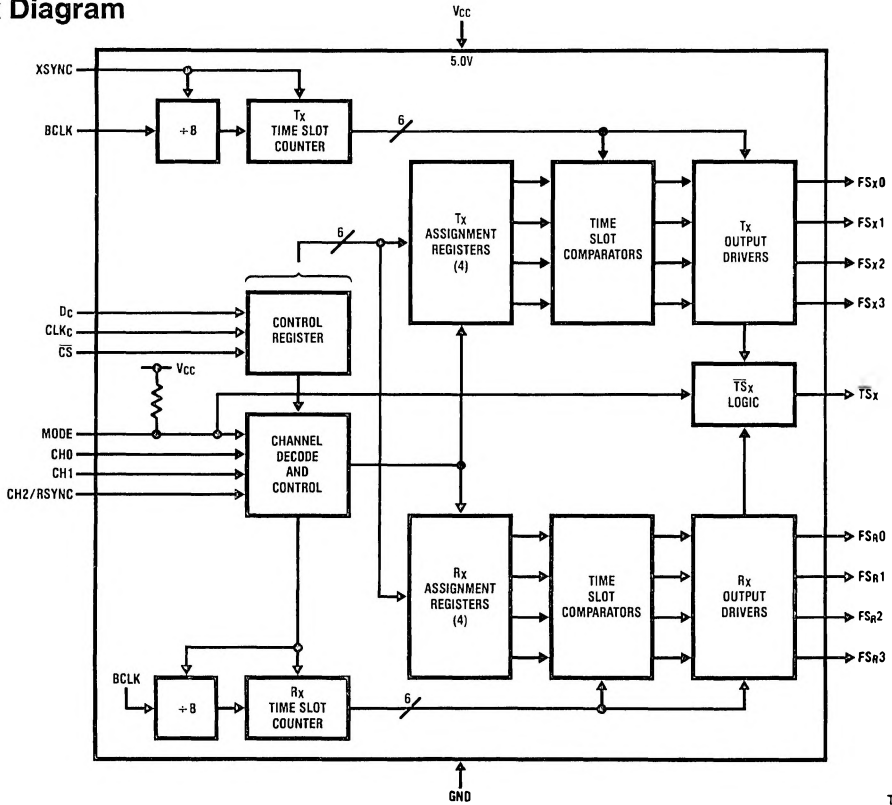 Diagram
VCC
5.0V
XSYNC
BCLK
÷8
TX
TIME SLOT
COUNTER
6
TX
ASSIGNMENT
REGISTERS
(4)
TIME
SLOT
COMPARATORS
TX
OUTPUT
DRIVERS
FSX0
FSX1
FSX2
FSX3
6
DC
CLKC
CS
CONTROL
REGISTER
VCC
TSX
LOGIC
TSX
MODE
CH0
CH1
CH2/RSYNC
CHANNEL
DECODE
AND
CONTROL
RX
ASSIGNMENT
REGISTERS
(4)
TIME
SLOT
COMPARATORS
RX
OUTPUT
DRIVERS
FSR0
FSR1
FSR2
FSR3
BCLK
÷8
RX
TIME SLOT
COUNTER
6
GND